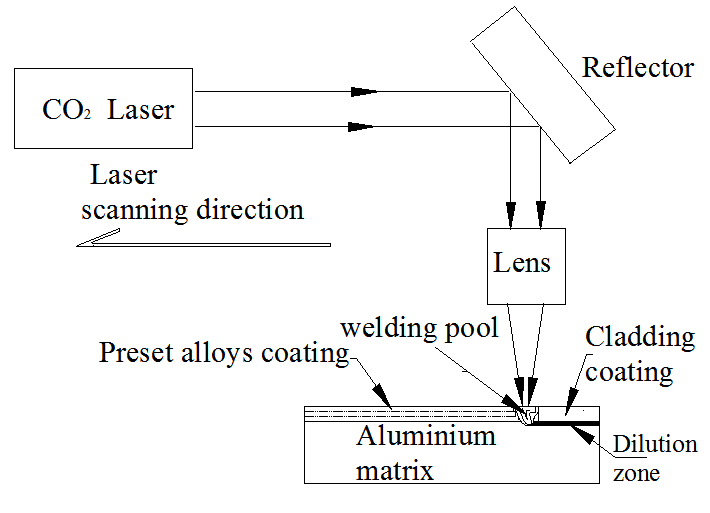 Reflector
CO₂ Laser
Laser
scanning direction
Lens
welding pool
Cladding
coating
Preset alloys coating
Aluminium
matrix
Dilution
zone